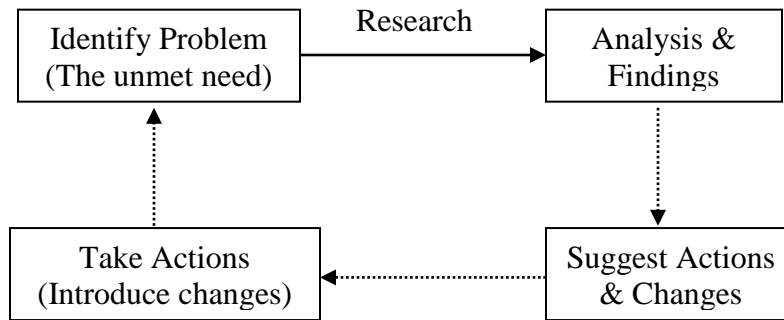 Identify Problem
(The unmet need)
Research
Analysis &
Findings
Suggest Actions
& Changes
Take Actions
(Introduce changes)